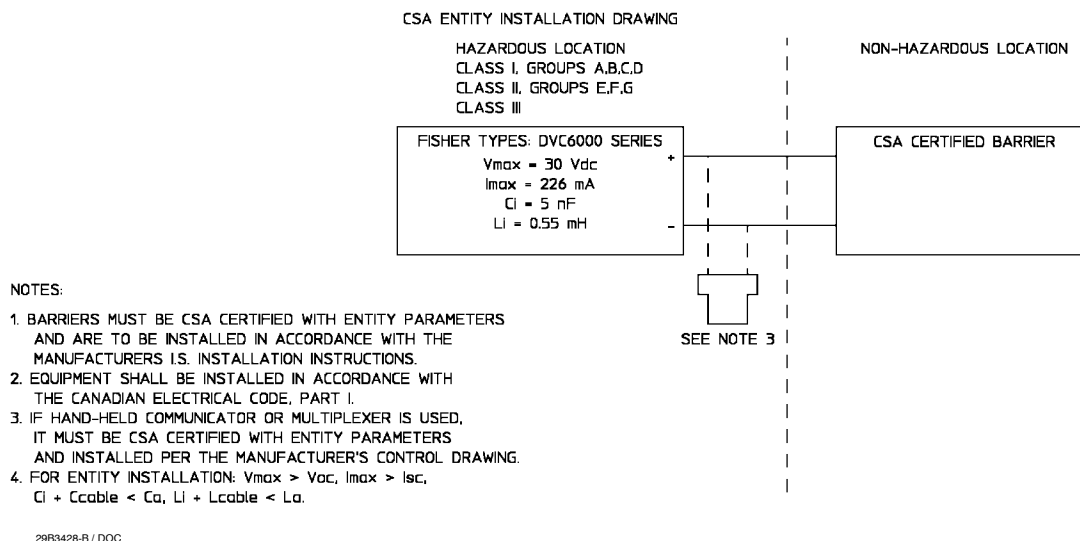 CSA ENTITY INSTALLATION DRAWING
HAZARDOUS LOCATION
CLASS I, GROUPS A,B,C,D
CLASS II, GROUPS E,F,G
CLASS III
NON-HAZARDOUS LOCATION
FISHER TYPES: DVC6000 SERIES
Vmax = 30 Vdc
Imax = 226 mA
Ci = 5 nF
Li = 0.55 mH
+
-
CSA CERTIFIED BARRIER
SEE NOTE 3
NOTES:
1. BARRIERS MUST BE CSA CERTIFIED WITH ENTITY PARAMETERS
AND ARE TO BE INSTALLED IN ACCORDANCE WITH THE
MANUFACTURERS I.S. INSTALLATION INSTRUCTIONS.
2. EQUIPMENT SHALL BE INSTALLED IN ACCORDANCE WITH
THE CANADIAN ELECTRICAL CODE, PART I.
3. IF HAND-HELD COMMUNICATOR OR MULTIPLEXER IS USED,
IT MUST BE CSA CERTIFIED WITH ENTITY PARAMETERS
AND INSTALLED PER THE MANUFACTURER'S CONTROL DRAWING.
4. FOR ENTITY INSTALLATION: Vmax > Voc, Imax > Isc,
Ci + Ccable < Ca, Li + Lcable < La.
29B3428-B / DOC